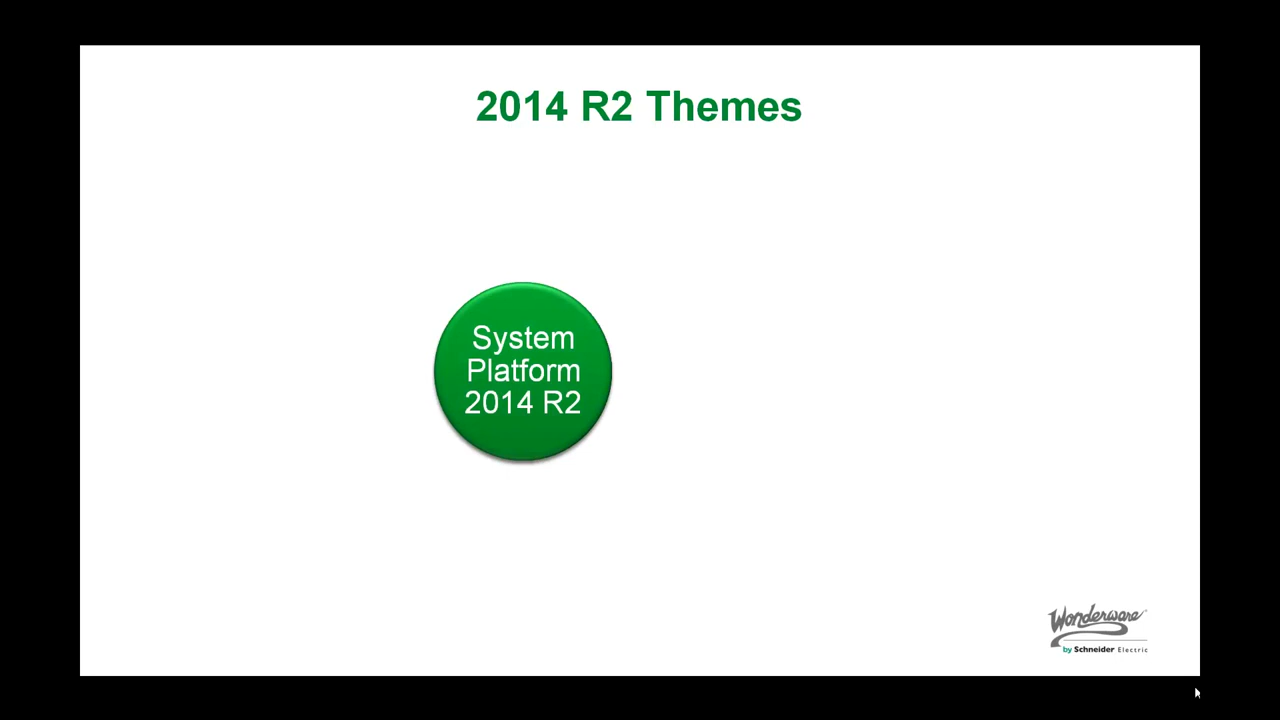 2014 R2 Themes
System
Platform
2014 R2
Wonderware
by Schneider Electric